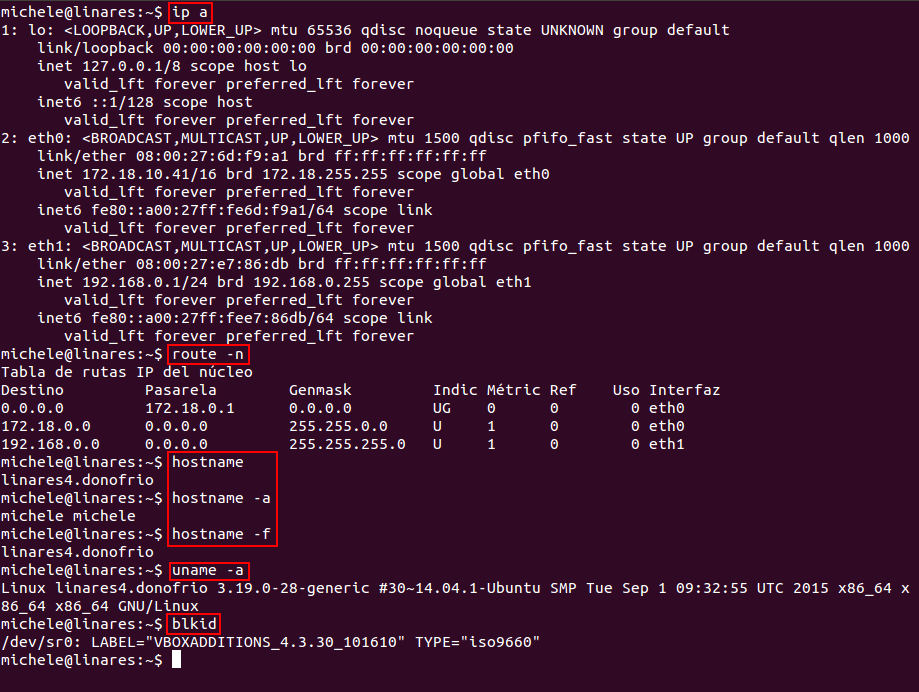 michele@linares:~$ ip a
1: lo: <LOOPBACK,UP,LOWER_UP> mtu 65536 qdisc noqueue state UNKNOWN group default
    link/loopback 00:00:00:00:00:00 brd 00:00:00:00:00:00
    inet 127.0.0.1/8 scope host lo
       valid_lft forever preferred_lft forever
    inet6 ::1/128 scope host
       valid_lft forever preferred_lft forever
2: eth0: <BROADCAST,MULTICAST,UP,LOWER_UP> mtu 1500 qdisc pfifo_fast state UP group default qlen 1000
    link/ether 08:00:27:6d:f9:a1 brd ff:ff:ff:ff:ff:ff
    inet 172.18.10.41/16 brd 172.18.255.255 scope global eth0
       valid_lft forever preferred_lft forever
    inet6 fe80::a00:27ff:fe6d:f9a1/64 scope link
       valid_lft forever preferred_lft forever
3: eth1: <BROADCAST,MULTICAST,UP,LOWER_UP> mtu 1500 qdisc pfifo_fast state UP group default qlen 1000
    link/ether 08:00:27:e7:86:db brd ff:ff:ff:ff:ff:ff
    inet 192.168.0.1/24 brd 192.168.0.255 scope global eth1
       valid_lft forever preferred_lft forever
    inet6 fe80::a00:27ff:fee7:86db/64 scope link
       valid_lft forever preferred_lft forever
michele@linares:~$ route -n
Tabla de rutas IP del núcleo
Destino         Pasarela        Genmask         Indic Métric Ref    Uso Interfaz
0.0.0.0         172.18.0.1      0.0.0.0         UG    0      0        0 eth0
172.18.0.0      0.0.0.0         255.255.0.0     U     1      0        0 eth0
192.168.0.0     0.0.0.0         255.255.255.0   U     1      0        0 eth1
michele@linares:~$ hostname
linares4.donofrio
michele@linares:~$ hostname -a
michele michele
michele@linares:~$ hostname -f
linares4.donofrio
michele@linares:~$ uname -a
Linux linares4.donofrio 3.19.0-28-generic #30~14.04.1-Ubuntu SMP Tue Sep 1 09:32:55 UTC 2015 x86_64 x
86_64 x86_64 GNU/Linux
michele@linares:~$ blkid
/dev/sr0: LABEL="VBOXADDITIONS_4.3.30_101610" TYPE="iso9660"
michele@linares:~$